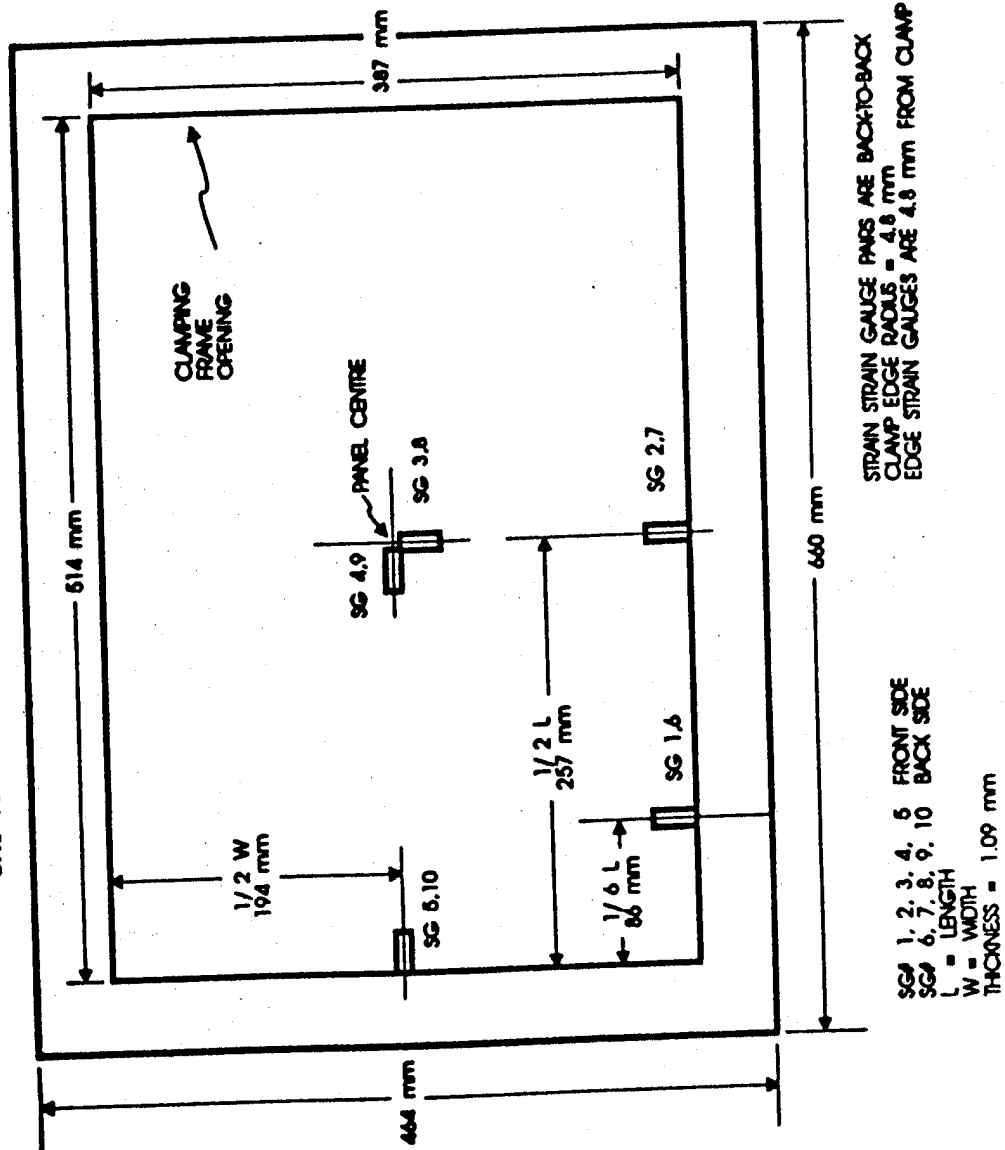 514 mm
387 mm
CLAMPING
FRAME
OPENING
PANEL CENTRE
SG 4,9
SG 3,8
1/2 W
194 mm
SG 5,10
1/2 L
257 mm
SG 2,7
1/6 L
86 mm
SG 1,6
464 mm
660 mm
SG# 1, 2, 3, 4, 5 FRONT SIDE
SG# 6, 7, 8, 9, 10 BACK SIDE
L = LENGTH
W = WIDTH
THICKNESS = 1.09 mm
STRAIN STRAIN GAUGE PAIRS ARE BACK-TO-BACK
CLAMP EDGE RADIUS = 4.8 mm
EDGE STRAIN GAUGES ARE 4.8 mm FROM CLAMP